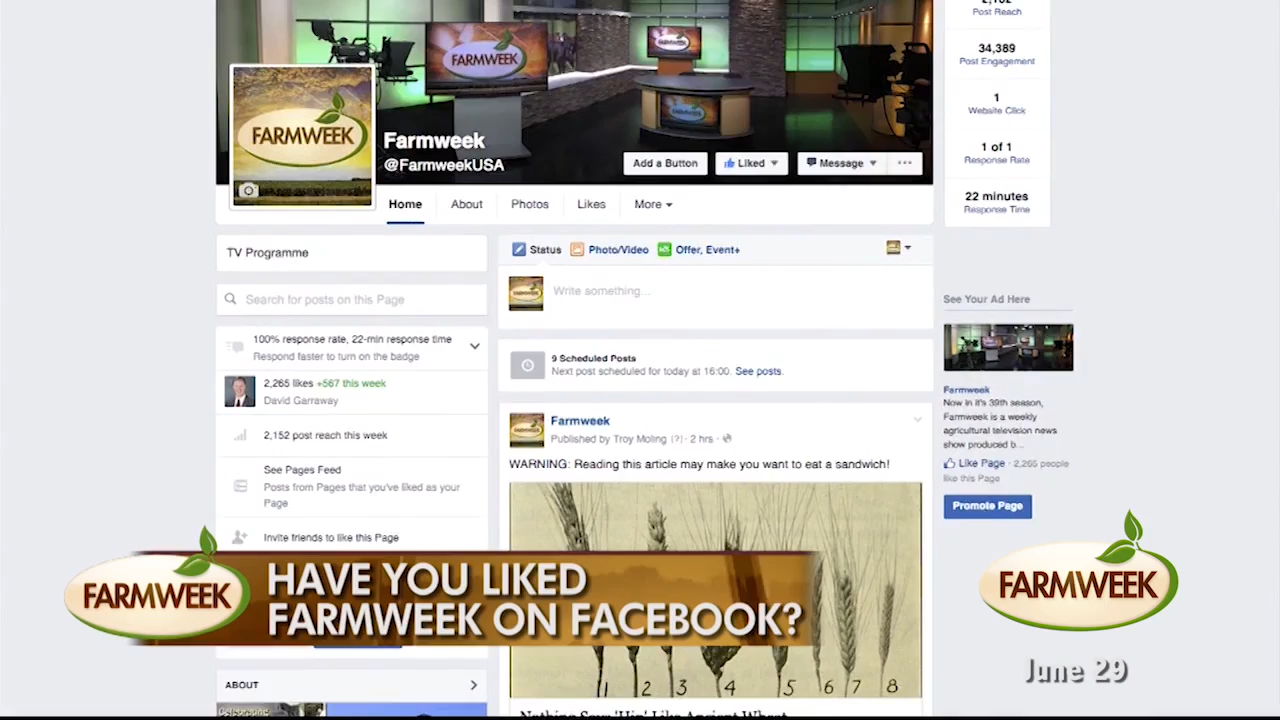 2,152
Post Reach
34,389
Post Engagement
1
Website Click
1 of 1
Response Rate
22 minutes
Response Time
FARMWEEK
FARMWEEK
FARMWEEK
Farmweek
@FarmweekUSA
Add a Button
Liked
Message
Home
About
Photos
Likes
More
TV Programme
Search for posts on this Page
100% response rate, 22-min response time
Respond faster to turn on the badge
2,265 likes +567 this week
David Garraway
2,152 post reach this week
See Pages Feed
Posts from Pages that you've liked as your
Page
Invite friends to like this Page
ABOUT
Status
Photo/Video
Offer, Event+
Write something...
9 Scheduled Posts
Next post scheduled for today at 16:00. See posts.
Farmweek
Published by Troy Moling (?) · 2 hrs ·
WARNING: Reading this article may make you want to eat a sandwich!
1 2 3 4 5 6 7 8
Nothing Says 'Hip' Like Ancient Wheat
See Your Ad Here
Farmweek
Now in it's 39th season,
Farmweek is a weekly
agricultural television news
show produced b...
Like Page · 2,265 people
like this Page
Promote Page
FARMWEEK
HAVE YOU LIKED
FARMWEEK ON FACEBOOK?
FARMWEEK
June 29